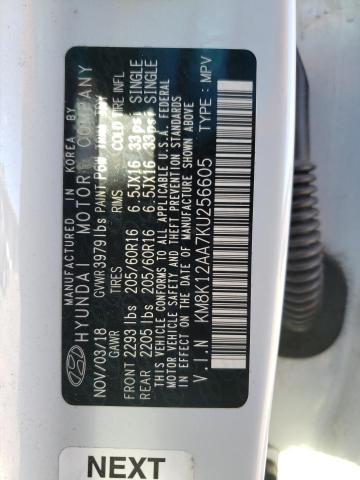 MANUFACTURED IN KOREA BY
HYUNDAI MOTOR COMPANY
NOV/03/18 GVWR 3979 lbs PAINT
GAWR TIRES RIMS COLD TIRE INFL
FRONT 2293 lbs 205/60R16 6.5JX16 33psi SINGLE
REAR 2205 lbs 205/60R16 6.5JX16 33psi SINGLE
THIS VEHICLE CONFORMS TO ALL APPLICABLE U.S.A. FEDERAL
MOTOR VEHICLE SAFETY AND THEFT PREVENTION STANDARDS
IN EFFECT ON THE DATE OF MANUFACTURE SHOWN ABOVE.
V.I.N KM8K12AA7KU256605 TYPE: MPV
NEXT